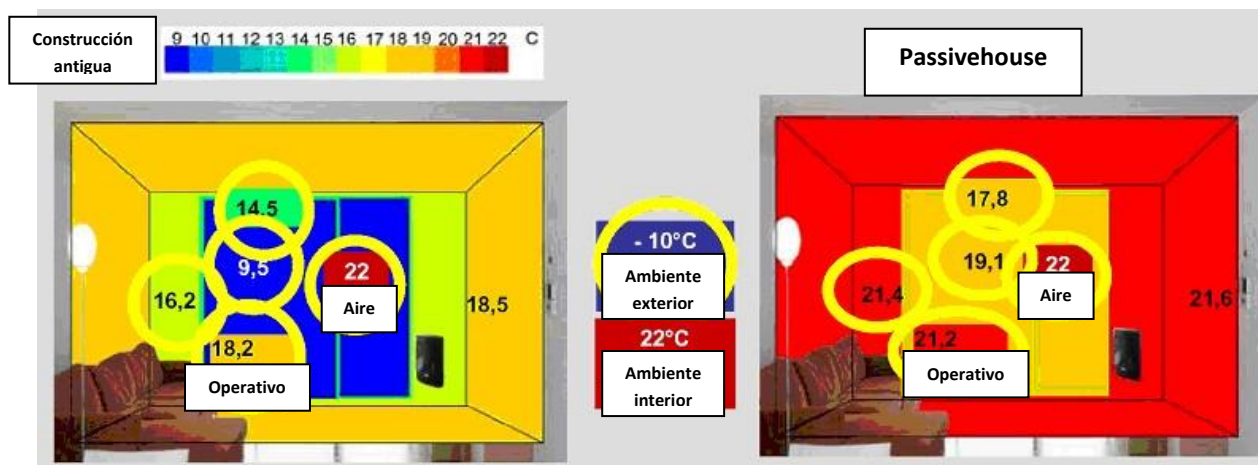 Construcción
antigua
9 10 11 12 13 14 15 16 17 18 19 20 21 22 C
Passivehouse
14,5
9,5
22
Aire
16,2
18,5
18,2
Operativo
- 10°C
Ambiente
exterior
22°C
Ambiente
interior
17,8
19,1
22
Aire
21,4
21,6
21,2
Operativo